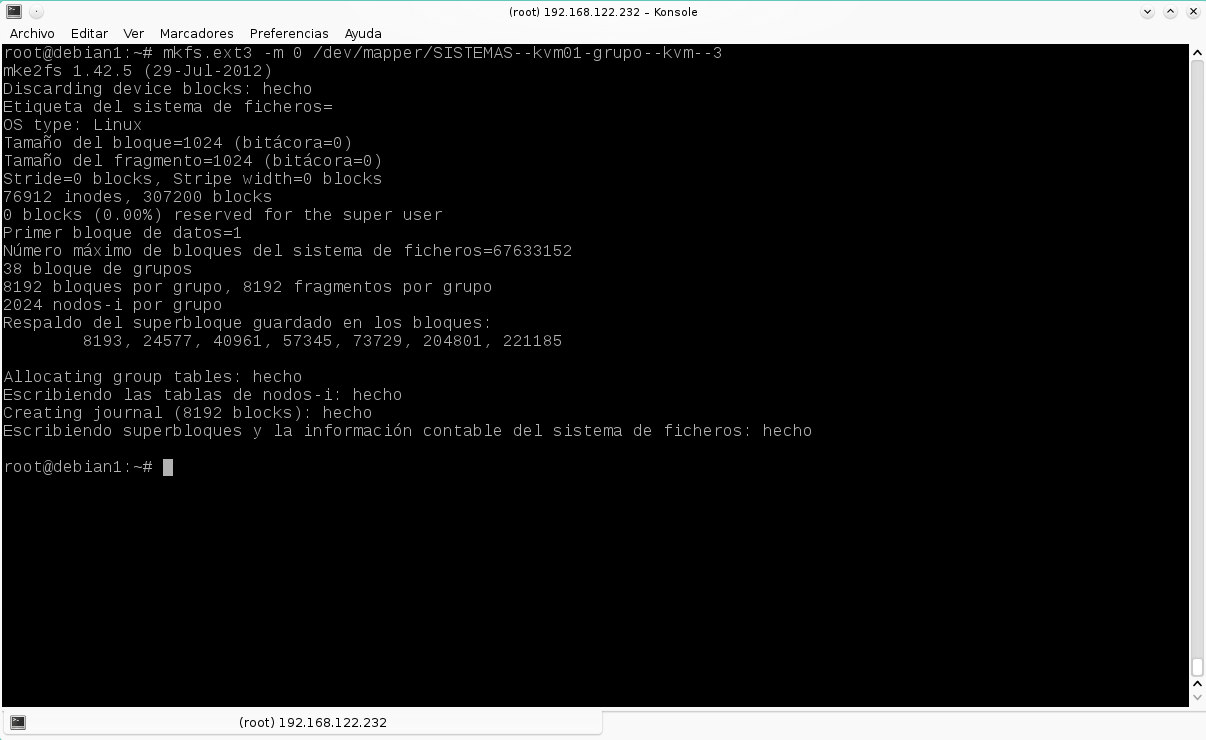 (root) 192.168.122.232 – Konsole
Archivo Editar Ver Marcadores Preferencias Ayuda
root@debian1:~# mkfs.ext3 -m 0 /dev/mapper/SISTEMAS--kvm01-grupo--kvm--3
mke2fs 1.42.5 (29-Jul-2012)
Discarding device blocks: hecho
Etiqueta del sistema de ficheros=
OS type: Linux
Tamaño del bloque=1024 (bitácora=0)
Tamaño del fragmento=1024 (bitácora=0)
Stride=0 blocks, Stripe width=0 blocks
76912 inodes, 307200 blocks
0 blocks (0.00%) reserved for the super user
Primer bloque de datos=1
Número máximo de bloques del sistema de ficheros=67633152
38 bloque de grupos
8192 bloques por grupo, 8192 fragmentos por grupo
2024 nodos-i por grupo
Respaldo del superbloque guardado en los bloques:
8193, 24577, 40961, 57345, 73729, 204801, 221185
Allocating group tables: hecho
Escribiendo las tablas de nodos-i: hecho
Creating journal (8192 blocks): hecho
Escribiendo superbloques y la información contable del sistema de ficheros: hecho
root@debian1:~#
(root) 192.168.122.232